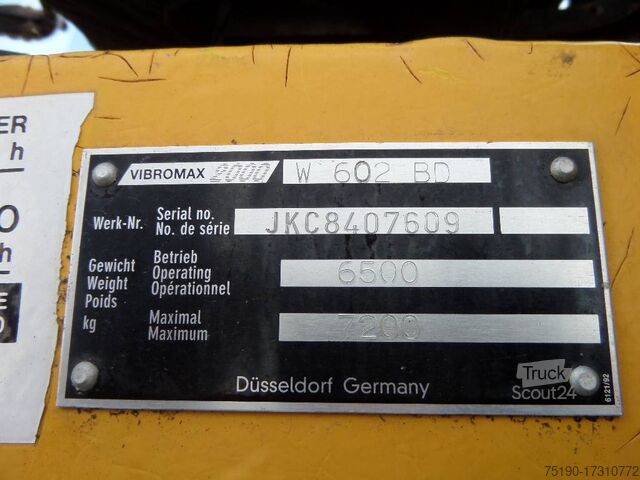 ER
h
O
h
E
O
VIBROMAX 2000 W 602 BD
Werk-Nr. Serial no. No. de série JKC8407609
Gewicht Weight Poids kg
Betrieb Operating Opérationnel 6500
Maximal Maximum 7200
Düsseldorf Germany
6121/92
Truck Scout24
75190-17310772